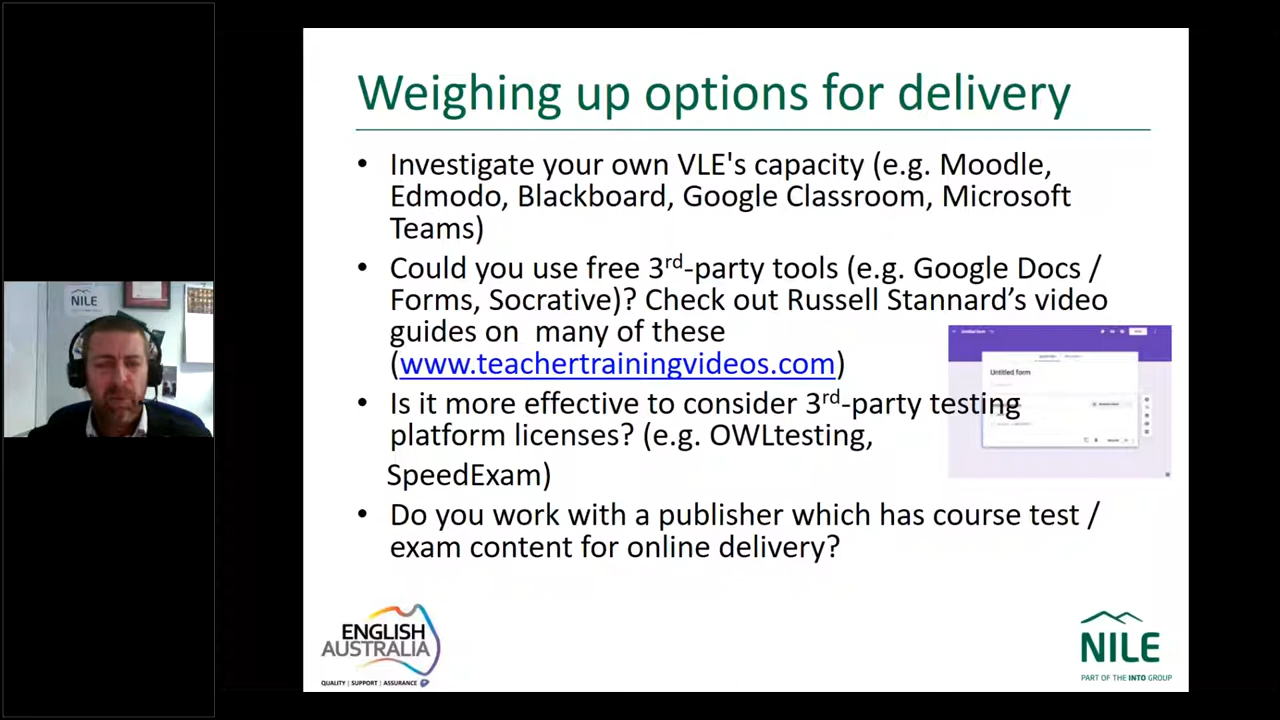 NILE
Weighing up options for delivery
• Investigate your own VLE's capacity (e.g. Moodle,
Edmodo, Blackboard, Google Classroom, Microsoft
Teams)
• Could you use free 3rd-party tools (e.g. Google Docs /
Forms, Socrative)? Check out Russell Stannard’s video
guides on  many of these
(www.teachertrainingvideos.com)
Untitled form
• Is it more effective to consider 3rd-party testing
platform licenses? (e.g. OWLtesting,
SpeedExam)
• Do you work with a publisher which has course test /
exam content for online delivery?
ENGLISH
AUSTRALIA
QUALITY | SUPPORT | ASSURANCE
NILE
PART OF THE INTO GROUP